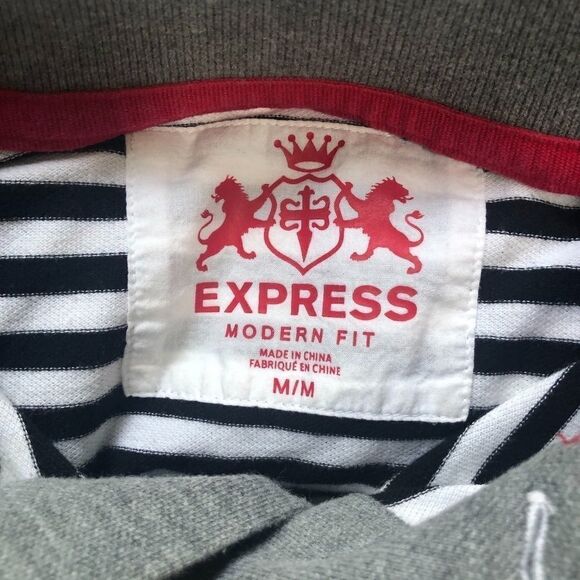 EXPRESS
MODERN FIT
MADE IN CHINA
FABRIQUÉ EN CHINE
M/M